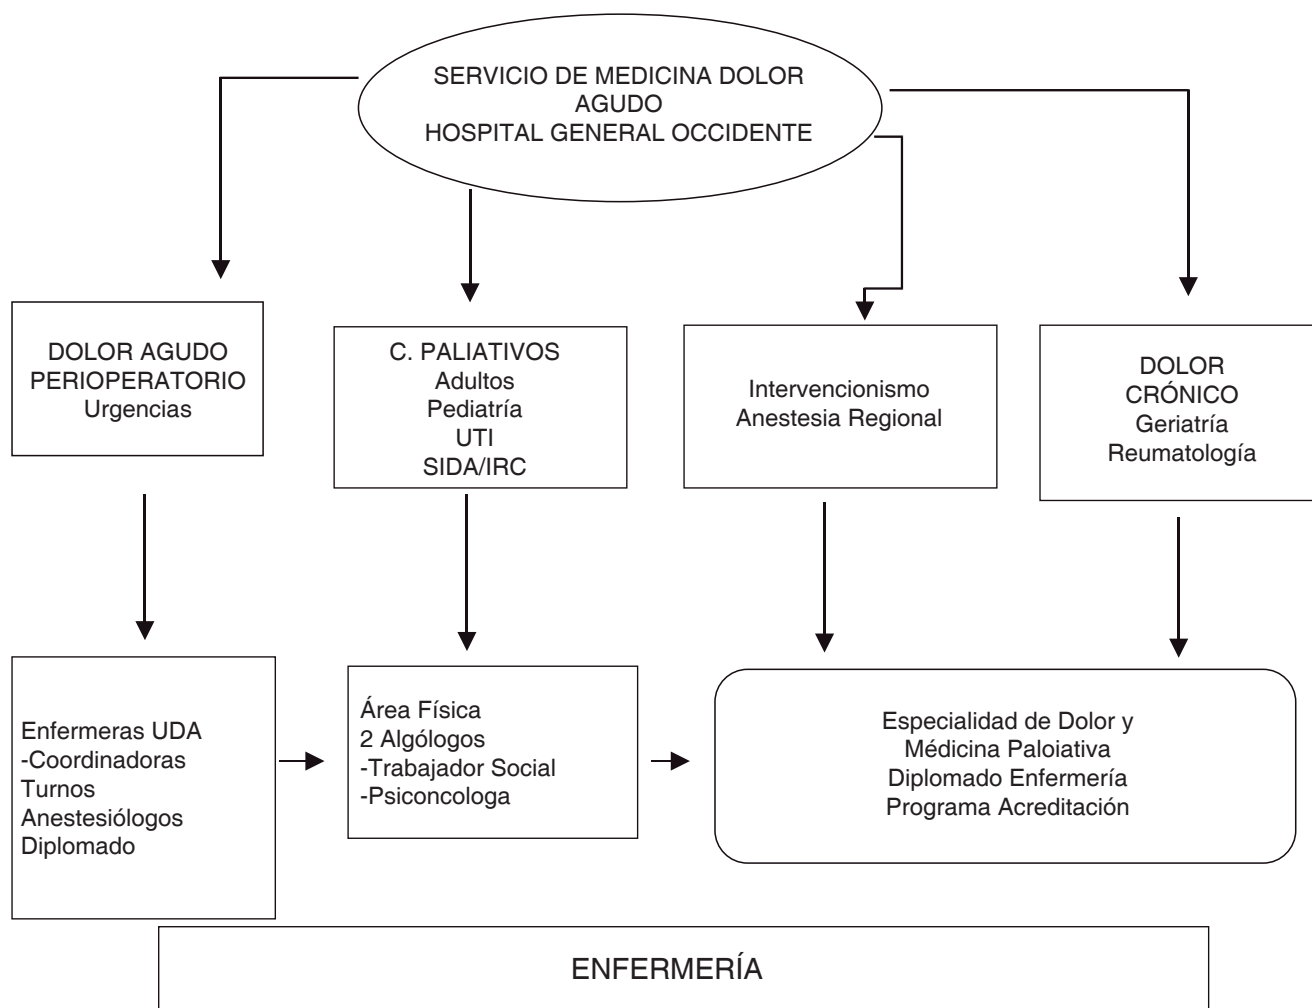 SERVICIO DE MEDICINA DOLOR
AGUDO
HOSPITAL GENERAL OCCIDENTE
DOLOR AGUDO
PERIOPERATORIO
Urgencias
C. PALIATIVOS
Adultos
Pediatría
UTI
SIDA/IRC
Intervencionismo
Anestesia Regional
DOLOR
CRÓNICO
Geriatría
Reumatología
Enfermeras UDA
-Coordinadoras
Turnos
Anestesiólogos
Diplomado
Área Física
2 Algólogos
-Trabajador Social
-Psiconcologa
Especialidad de Dolor y
Médicina Paloiativa
Diplomado Enfermería
Programa Acreditación
ENFERMERÍA